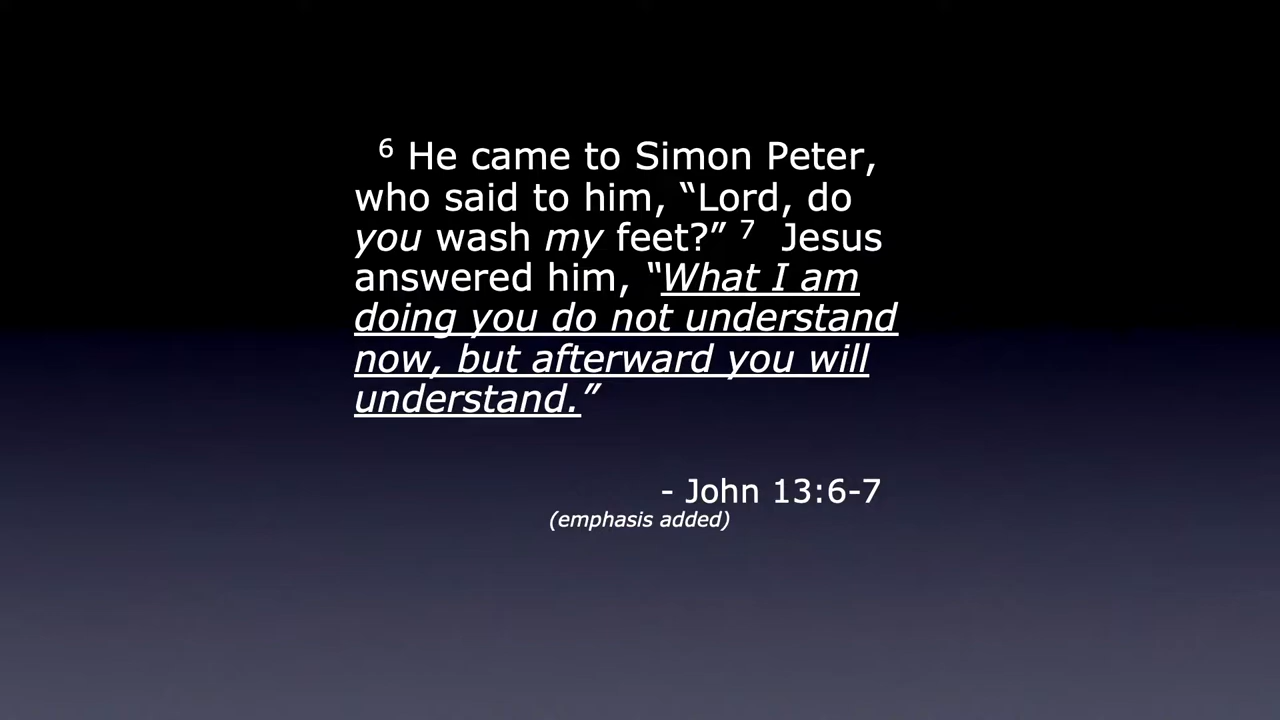 ⁶ He came to Simon Peter,
who said to him, “Lord, do
you wash my feet?” ⁷ Jesus
answered him, “What I am
doing you do not understand
now, but afterward you will
understand.”
- John 13:6-7
(emphasis added)